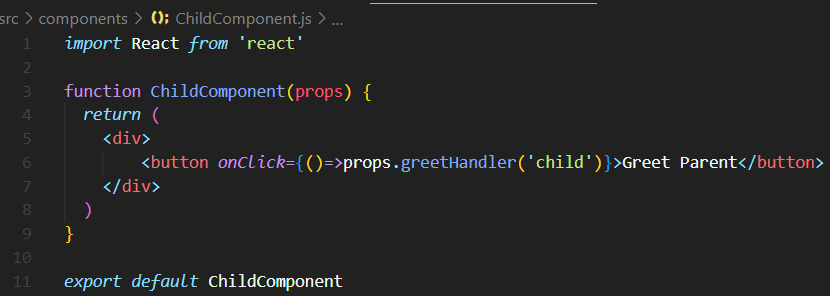 src > components > ChildComponent.js > ...
1 import React from 'react'
2
3 function ChildComponent(props) {
4 return (
5 <div>
6 <button onClick={()=>props.greetHandler('child')}>Greet Parent</button>
7 </div>
8 )
9 }
10
11 export default ChildComponent